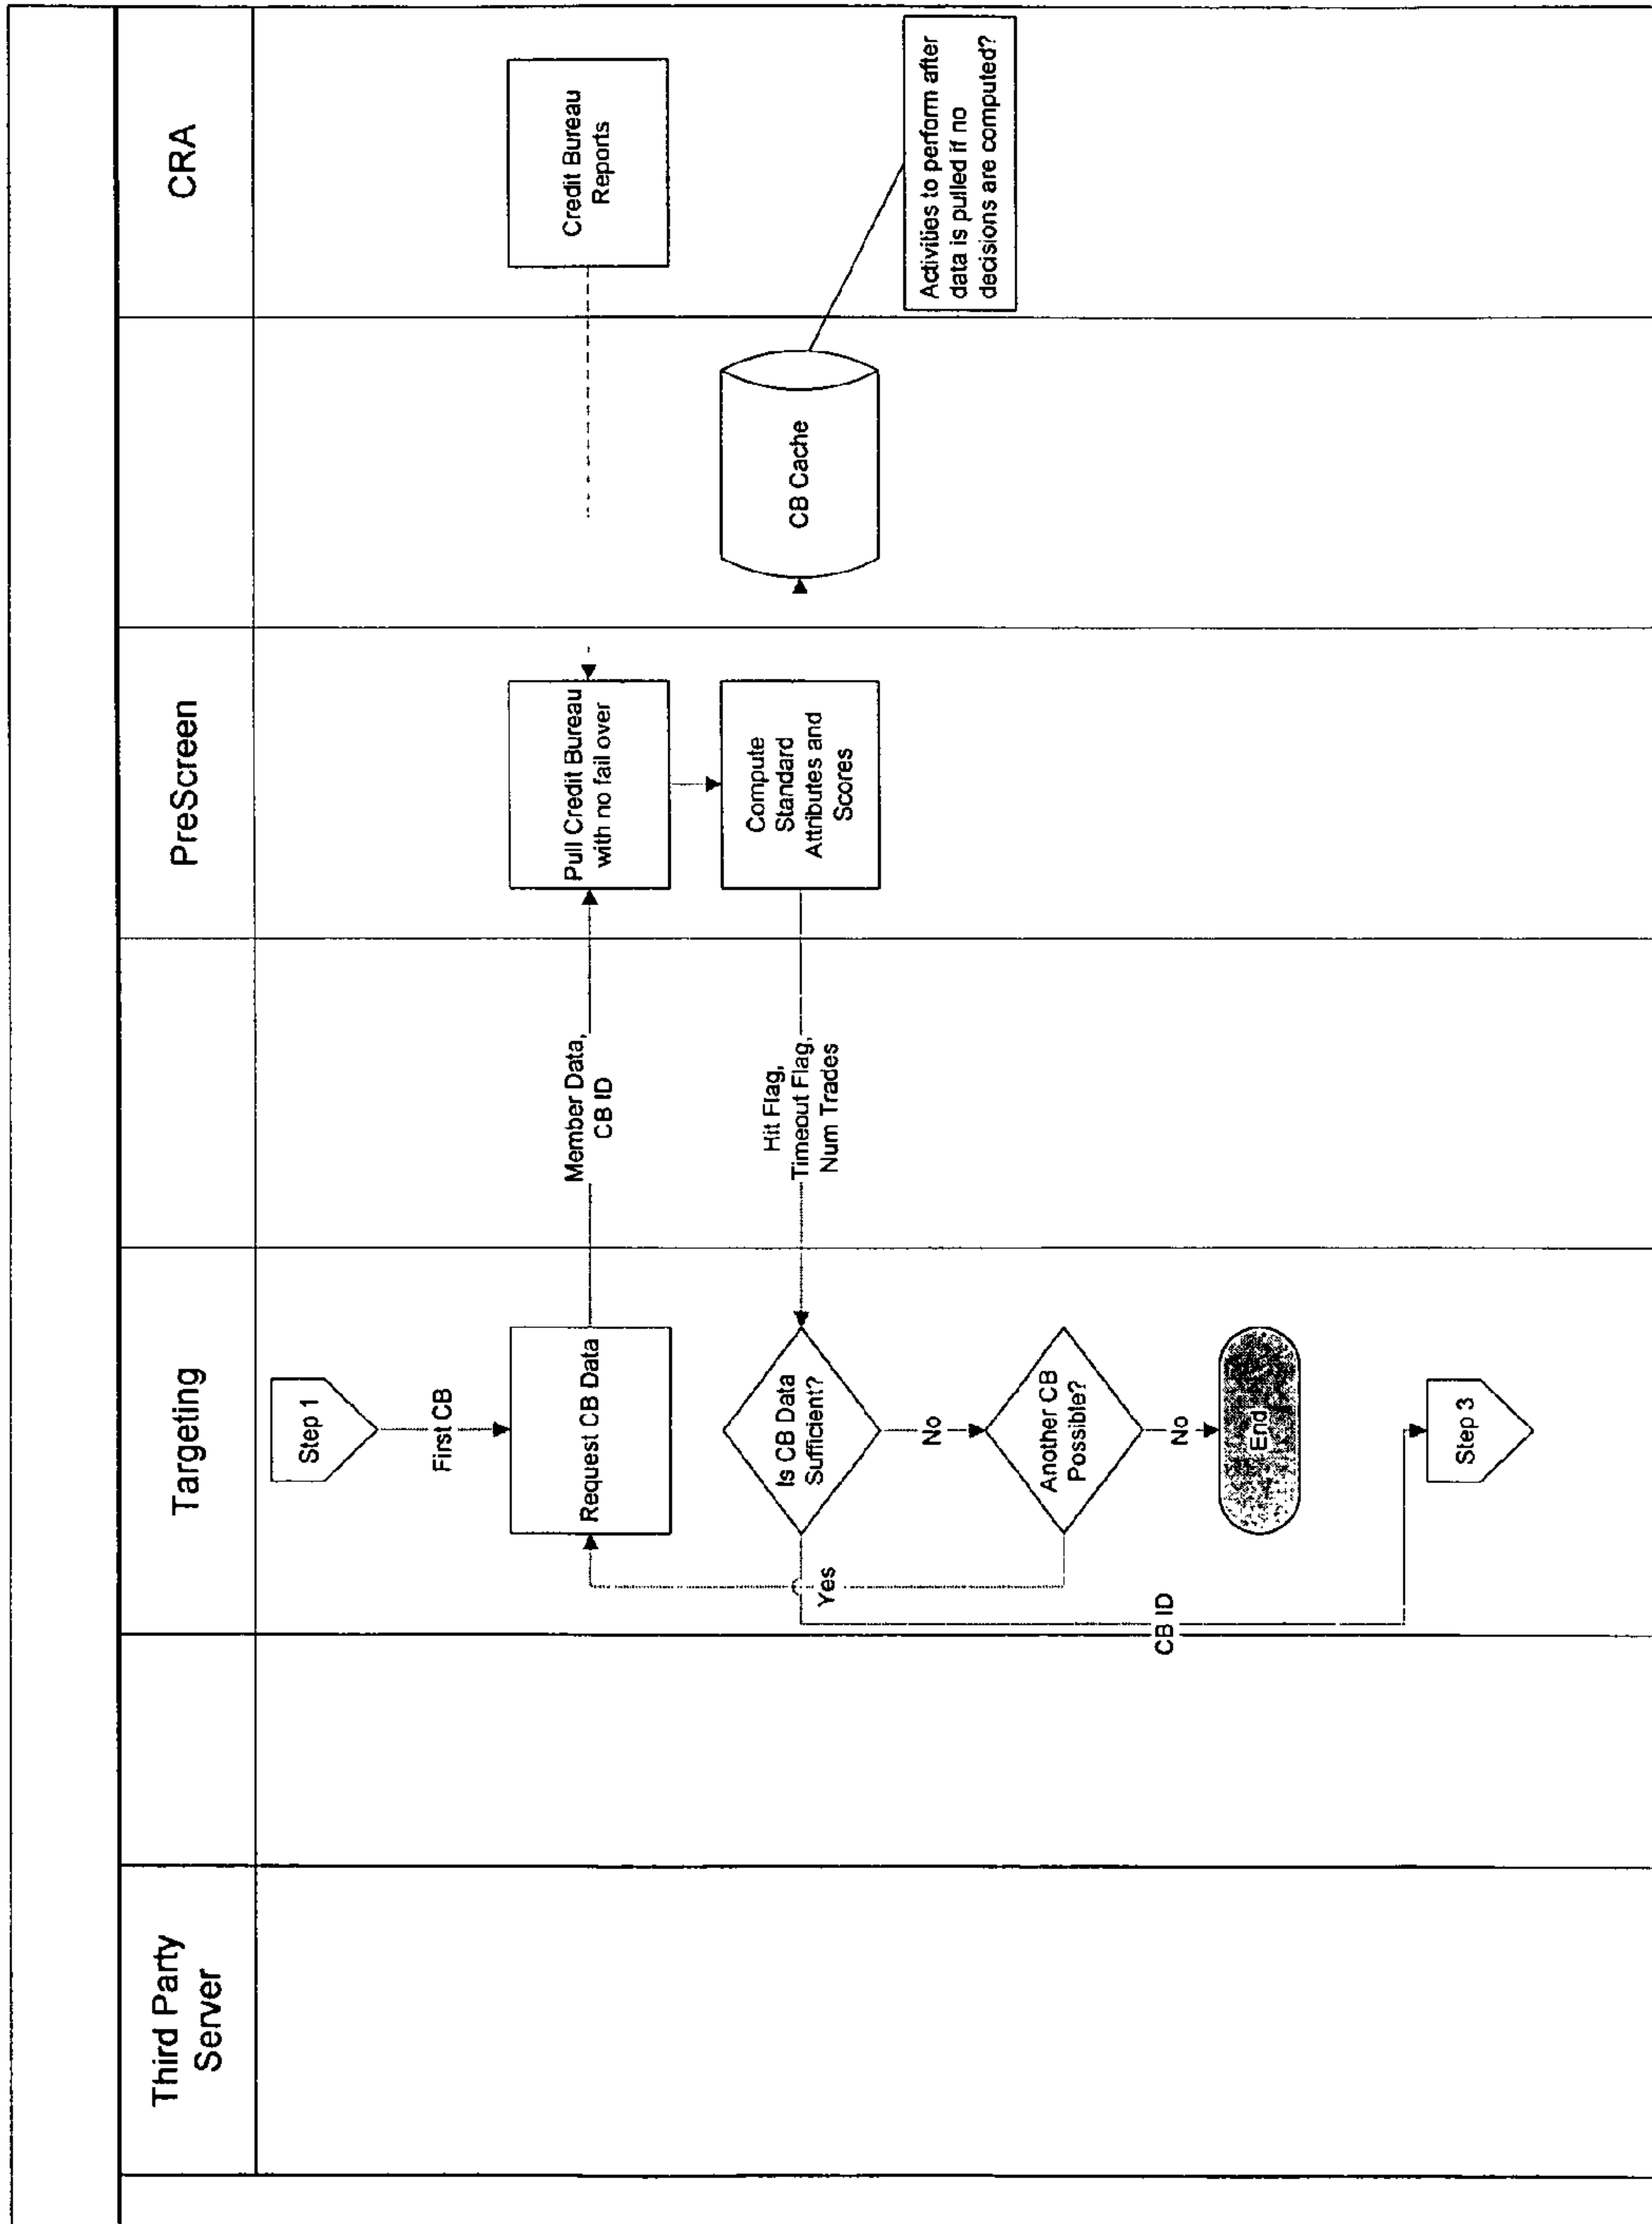 Third Party
Server
Targeting
PreScreen
CRA
Step 1
First CB
Request CB Data
Member Data,
CB ID
Pull Credit Bureau
with no fail over
Credit Bureau
Reports
Is CB Data
Sufficient?
Hit Flag,
Timeout Flag,
Num Trades
Compute
Standard
Attributes and
Scores
CB Cache
Activities to perform after
data is pulled if no
decisions are computed?
Yes
No
Another CB
Possible?
No
End
CB ID
Step 3